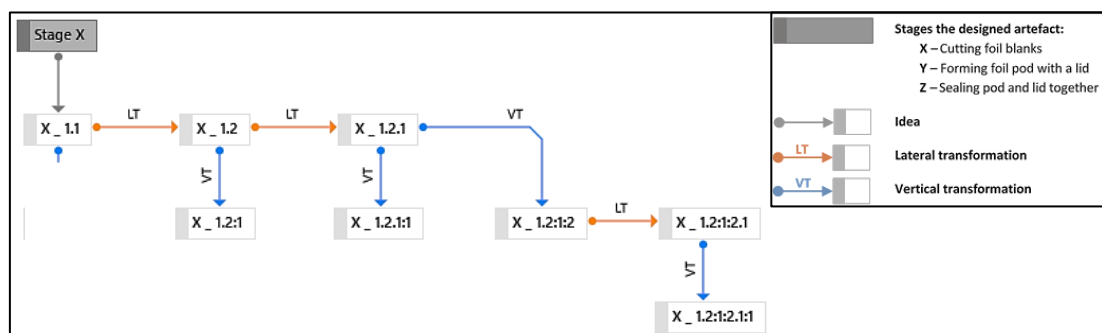 Stage X
X _ 1.1
LT
X _ 1.2
LT
X _ 1.2.1
VT
VT
VT
X _ 1.2:1
X _ 1.2.1:1
X _ 1.2:1:2
LT
X _ 1.2:1:2.1
VT
X _ 1.2:1:2.1:1
Stages the designed artefact:
X – Cutting foil blanks
Y – Forming foil pod with a lid
Z – Sealing pod and lid together
Idea
LT
Lateral transformation
VT
Vertical transformation